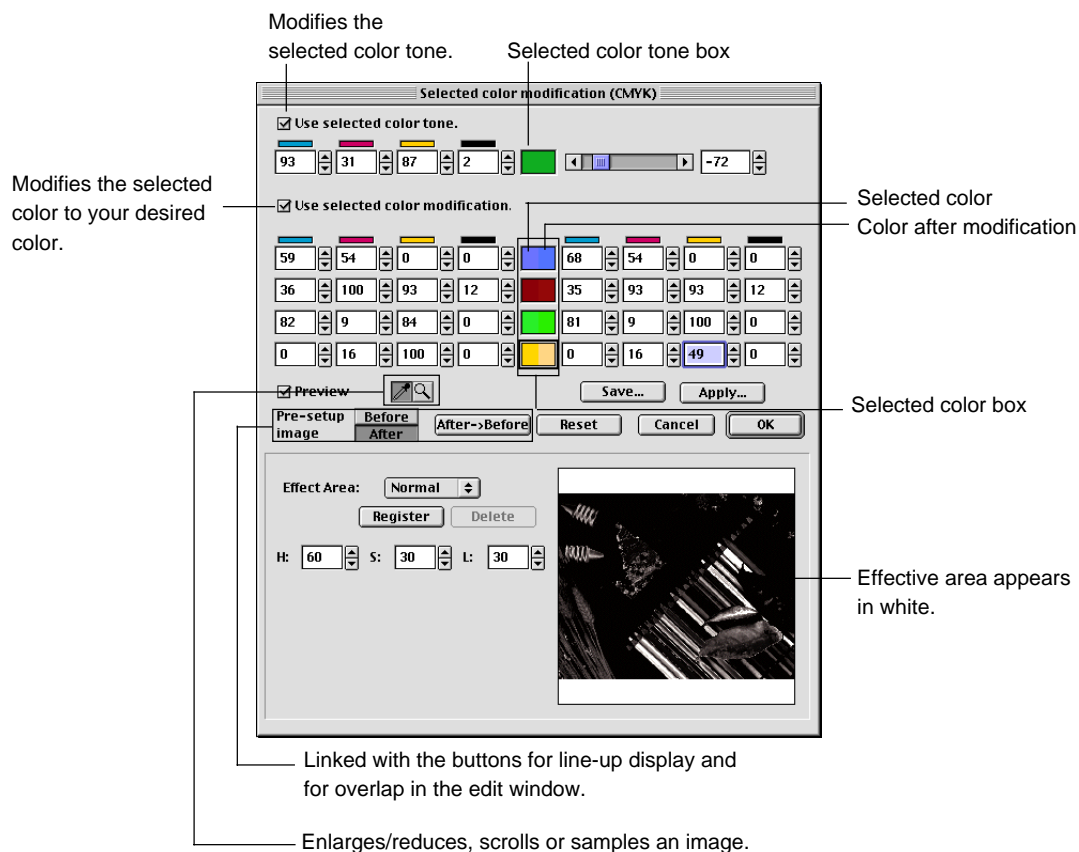 Modifies the
selected color tone.
Selected color tone box
Selected color modification (CMYK)
Use selected color tone.
93 31 87 2 -72
Modifies the selected
color to your desired
color.
Use selected color modification.
Selected color
Color after modification
59 54 0 0 68 54 0 0
36 100 93 12 35 93 93 12
82 9 84 0 81 9 100 0
0 16 100 0 0 16 49 0
Preview
Save...
Apply...
Selected color box
Pre-setup
image
Before
After
After->Before
Reset
Cancel
OK
Effect Area:
Normal
Register
Delete
H: 60 S: 30 L: 30
Effective area appears
in white.
Linked with the buttons for line-up display and
for overlap in the edit window.
Enlarges/reduces, scrolls or samples an image.